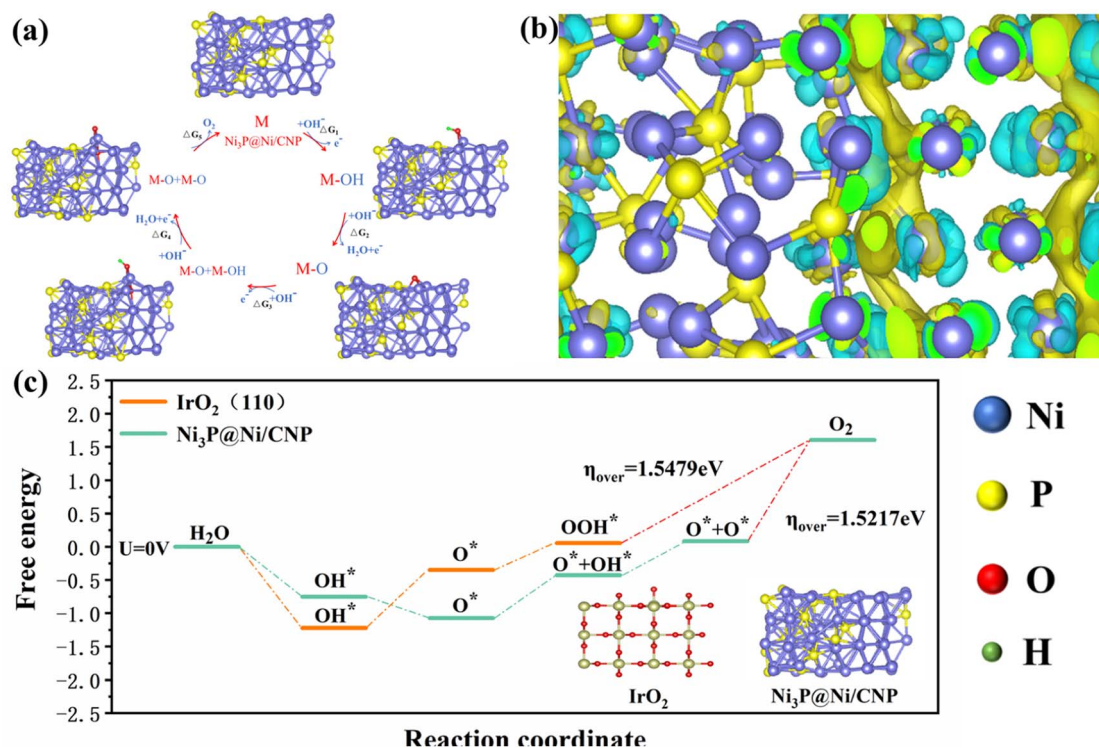 (a)
M
Ni₃P@Ni/CNP
+OH⁻
△G₁
e⁻
M-OH
+OH⁻
△G₂
H₂O+e⁻
M-O
+OH⁻
△G₃
e⁻
M-O+M-OH
+OH⁻
△G₄
H₂O+e⁻
M-O+M-O
△G₅
O₂
(b)
(c)
Free energy
2.5
2.0
1.5
1.0
0.5
0.0
-0.5
-1.0
-1.5
-2.0
-2.5
U=0V
IrO₂（110）
Ni₃P@Ni/CNP
H₂O
OH*
OH*
O*
O*
OOH*
O*+OH*
O*+O*
O₂
ηover=1.5479eV
ηover=1.5217eV
IrO₂
Ni₃P@Ni/CNP
Reaction coordinate
Ni
P
O
H